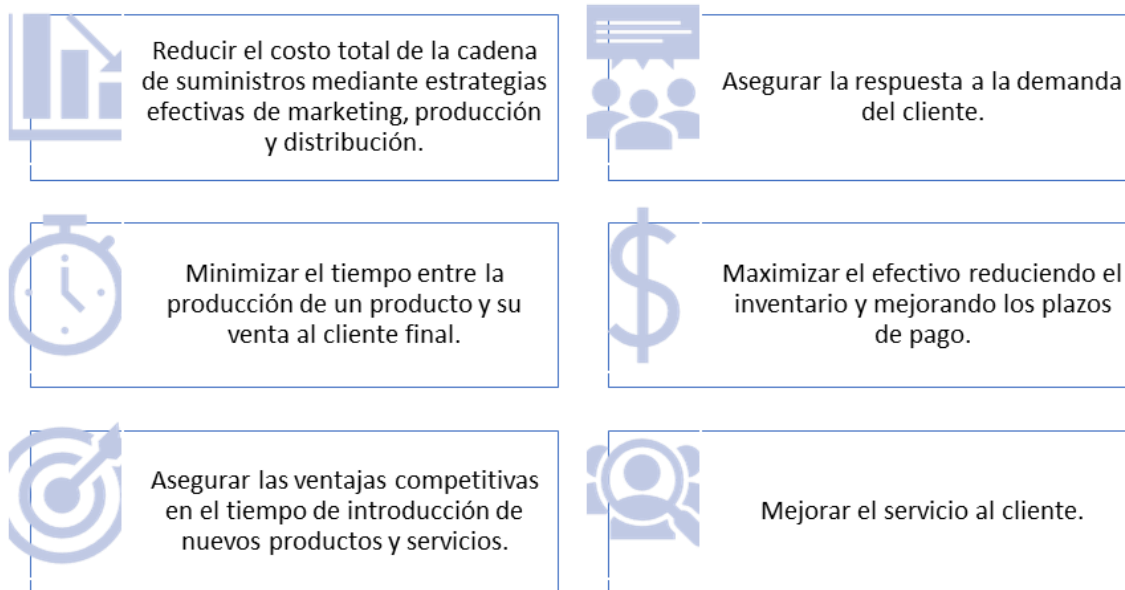 Reducir el costo total de la cadena
de suministros mediante estrategias
efectivas de marketing, producción
y distribución.
Asegurar la respuesta a la demanda
del cliente.
Minimizar el tiempo entre la
producción de un producto y su
venta al cliente final.
Maximizar el efectivo reduciendo el
inventario y mejorando los plazos
de pago.
Asegurar las ventajas competitivas
en el tiempo de introducción de
nuevos productos y servicios.
Mejorar el servicio al cliente.